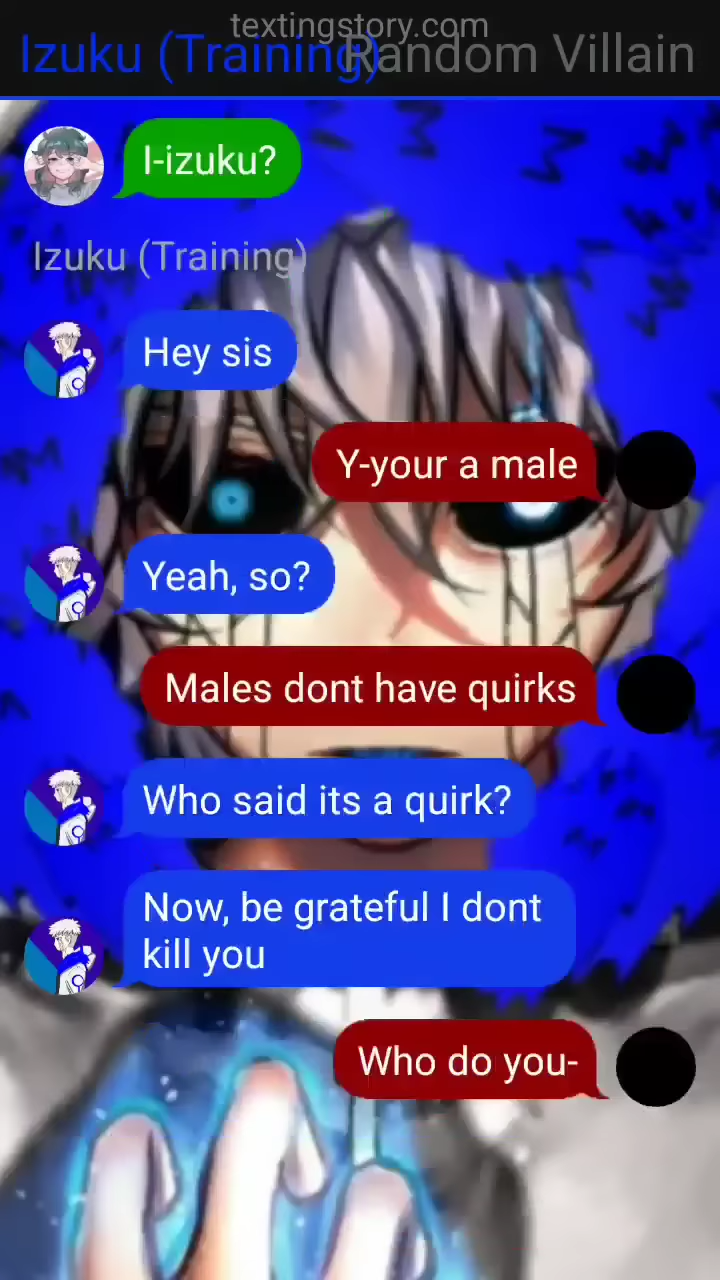 textingstory.com
Izuku (Training)
Random Villain
I-izuku?
Izuku (Training)
Hey sis
Y-your a male
Yeah, so?
Males dont have quirks
Who said its a quirk?
Now, be grateful I dont
kill you
Who do you-